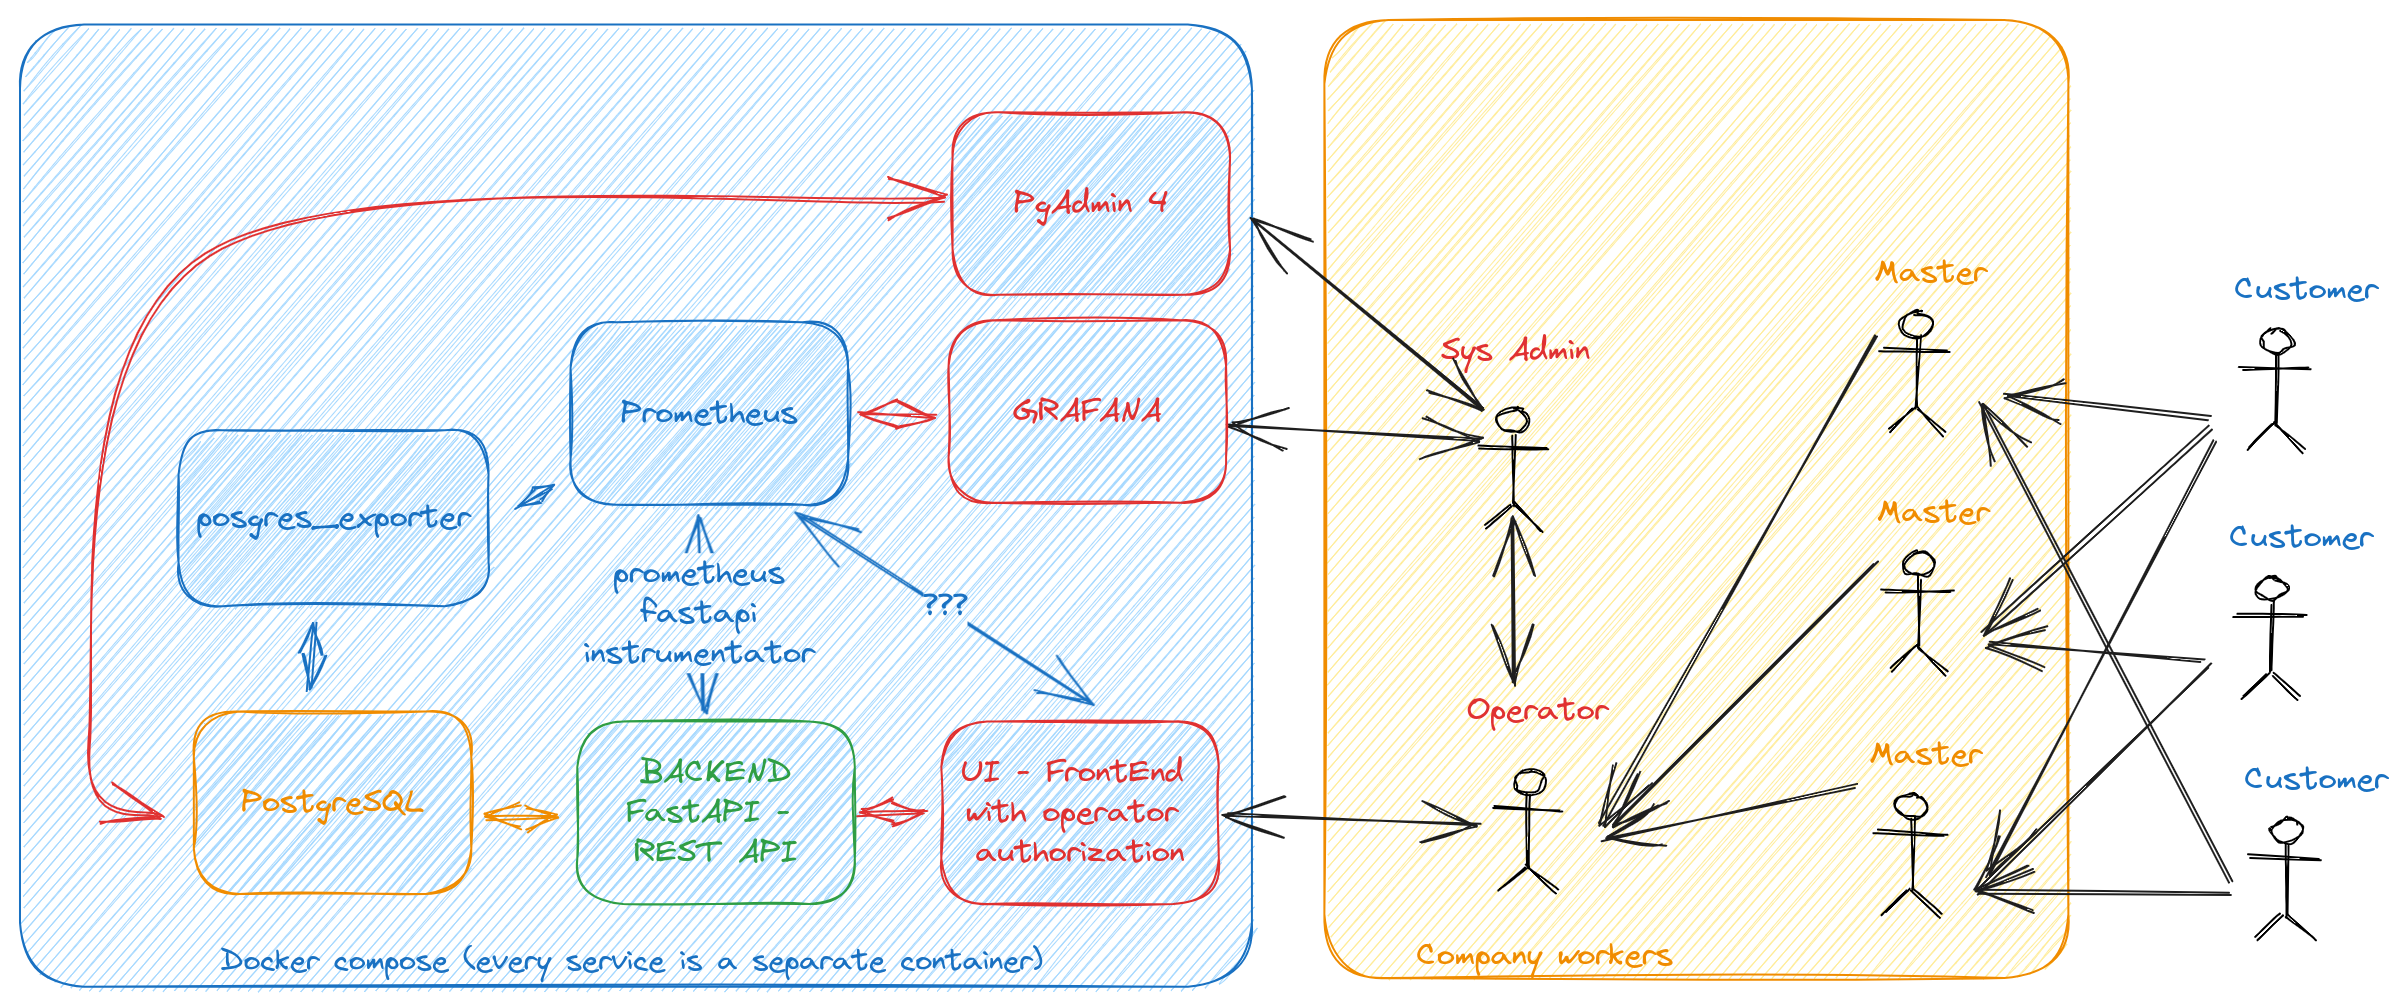 PgAdmin 4
Prometheus
GRAFANA
posgres_exporter
prometheus
fastapi
instrumentator
???
PostgreSQL
BACKEND
FastAPI -
REST API
UI - FrontEnd
with operator
authorization
Docker compose (every service is a separate container)
Sys Admin
Operator
Master
Master
Master
Company workers
Customer
Customer
Customer